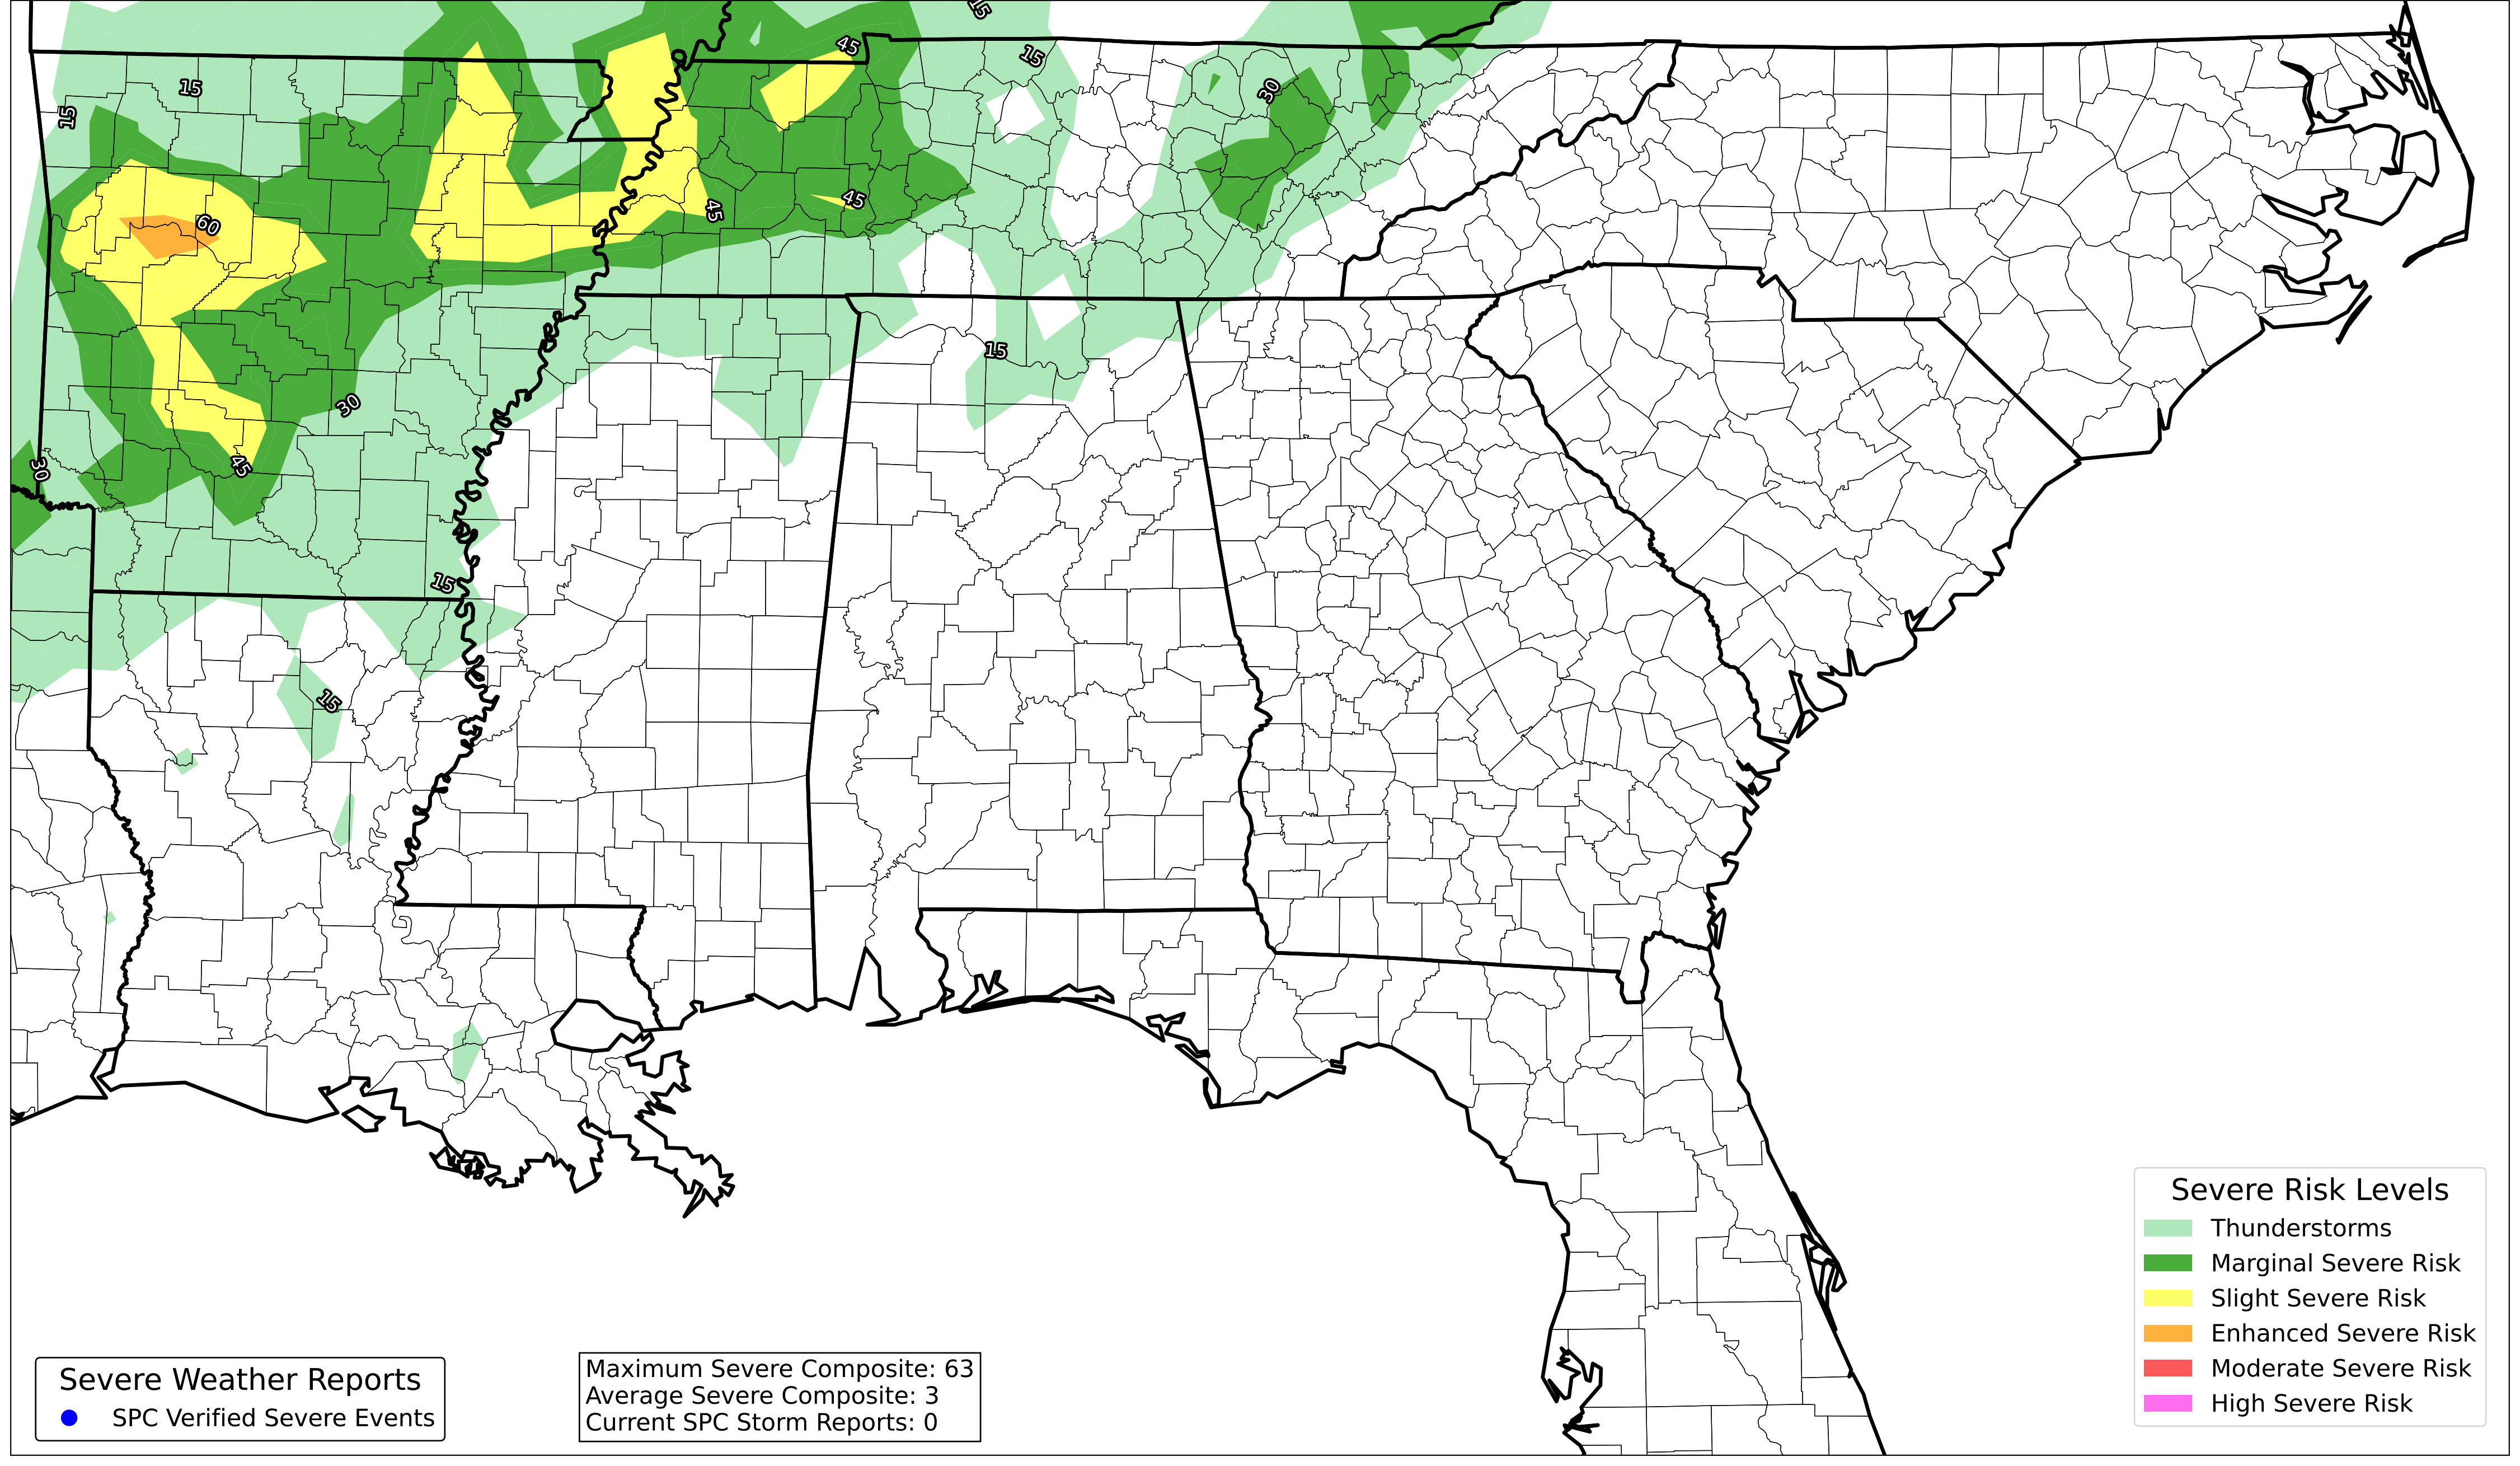 15
45
15
15
15
30
45
45
60
15
30
30
45
15
15
Severe Risk Levels
Thunderstorms
Marginal Severe Risk
Slight Severe Risk
Enhanced Severe Risk
Moderate Severe Risk
High Severe Risk
Severe Weather Reports
SPC Verified Severe Events
Maximum Severe Composite: 63
Average Severe Composite: 3
Current SPC Storm Reports: 0